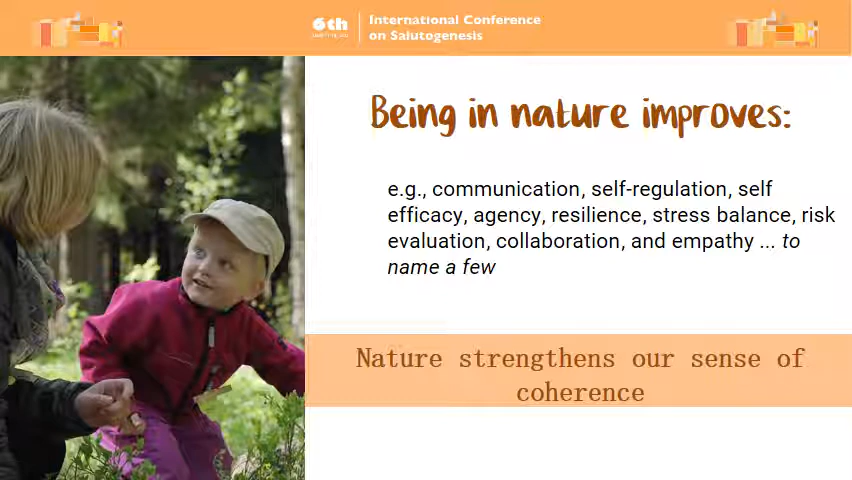 6th
International Conference
on Salutogenesis
Being in nature improves:
e.g., communication, self-regulation, self
efficacy, agency, resilience, stress balance, risk
evaluation, collaboration, and empathy ... to
name a few
Nature strengthens our sense of
coherence